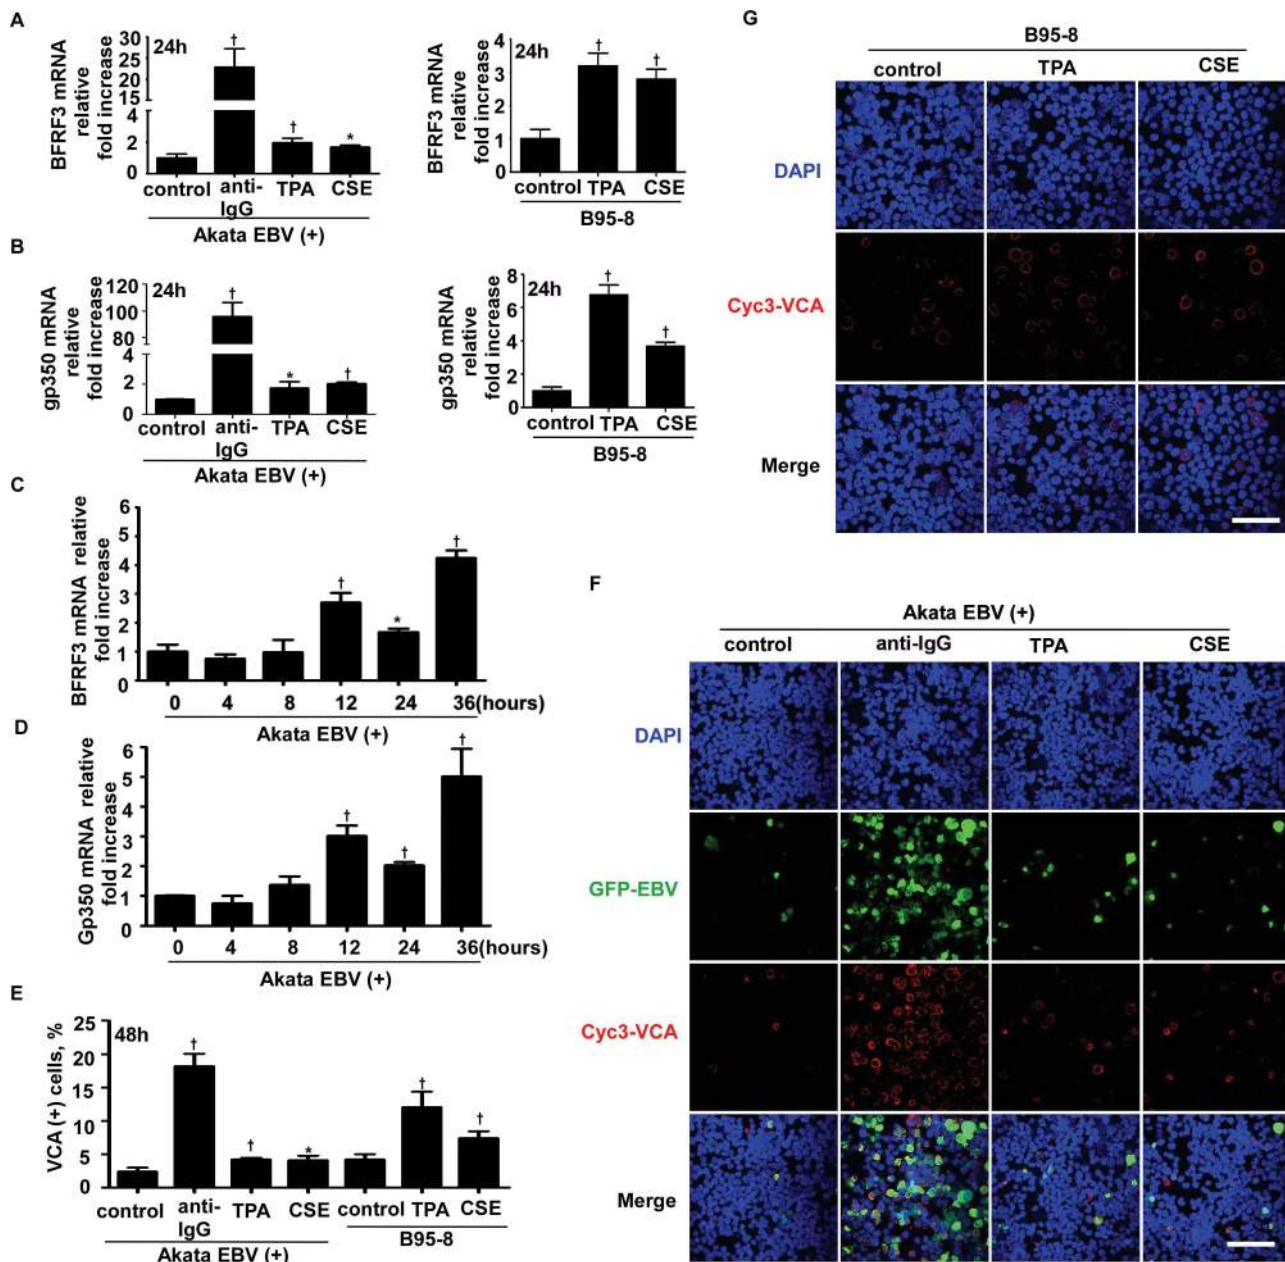 A
BFRF3 mRNA
relative
fold increase
30
25
20
15
4
2
0
24h
†
†
*
control
anti-
IgG
TPA
CSE
Akata EBV (+)
BFRF3 mRNA
relative
fold increase
4
3
2
1
0
24h
†
†
control
TPA
CSE
B95-8
B
gp350 mRNA
relative
fold increase
120
100
80
4
2
0
24h
†
*
†
control
anti-
IgG
TPA
CSE
Akata EBV (+)
gp350 mRNA
relative
fold increase
8
6
4
2
0
24h
†
†
control
TPA
CSE
B95-8
C
BFRF3 mRNA relative
fold increase
6
5
4
3
2
1
0
†
*
†
0 4 8 12 24 36(hours)
Akata EBV (+)
D
Gp350 mRNA relative
fold increase
6
5
4
3
2
1
0
†
†
†
0 4 8 12 24 36(hours)
Akata EBV (+)
E
VCA (+) cells, %
25
20
15
10
5
0
48h
†
†
*
†
†
control
anti-
IgG
TPA
CSE
control
TPA
CSE
Akata EBV (+)
B95-8
G
B95-8
control TPA CSE
DAPI
Cyc3-VCA
Merge
F
Akata EBV (+)
control anti-IgG TPA CSE
DAPI
GFP-EBV
Cyc3-VCA
Merge